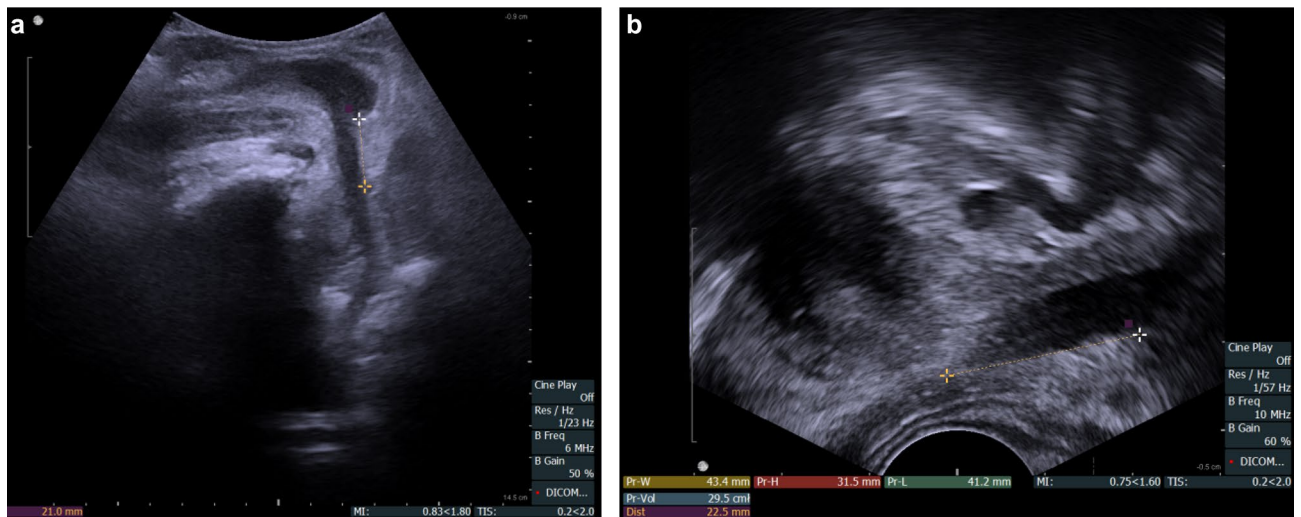 a
-0.9 cm
Cine Play
Off
Res / Hz
1/23 Hz
B Freq
6 MHz
B Gain
50 %
DICOM...
14.5 cm
21.0 mm
MI: 0.83<1.80 TIS: 0.2<2.0
b
Cine Play
Off
Res / Hz
1/57 Hz
B Freq
10 MHz
B Gain
60 %
DICOM...
-0.5 cm
Pr-W 43.4 mm Pr-H 31.5 mm Pr-L 41.2 mm MI: 0.75<1.60 TIS: 0.2<2.0
Pr-Vol 29.5 cm
Dist 22.5 mm